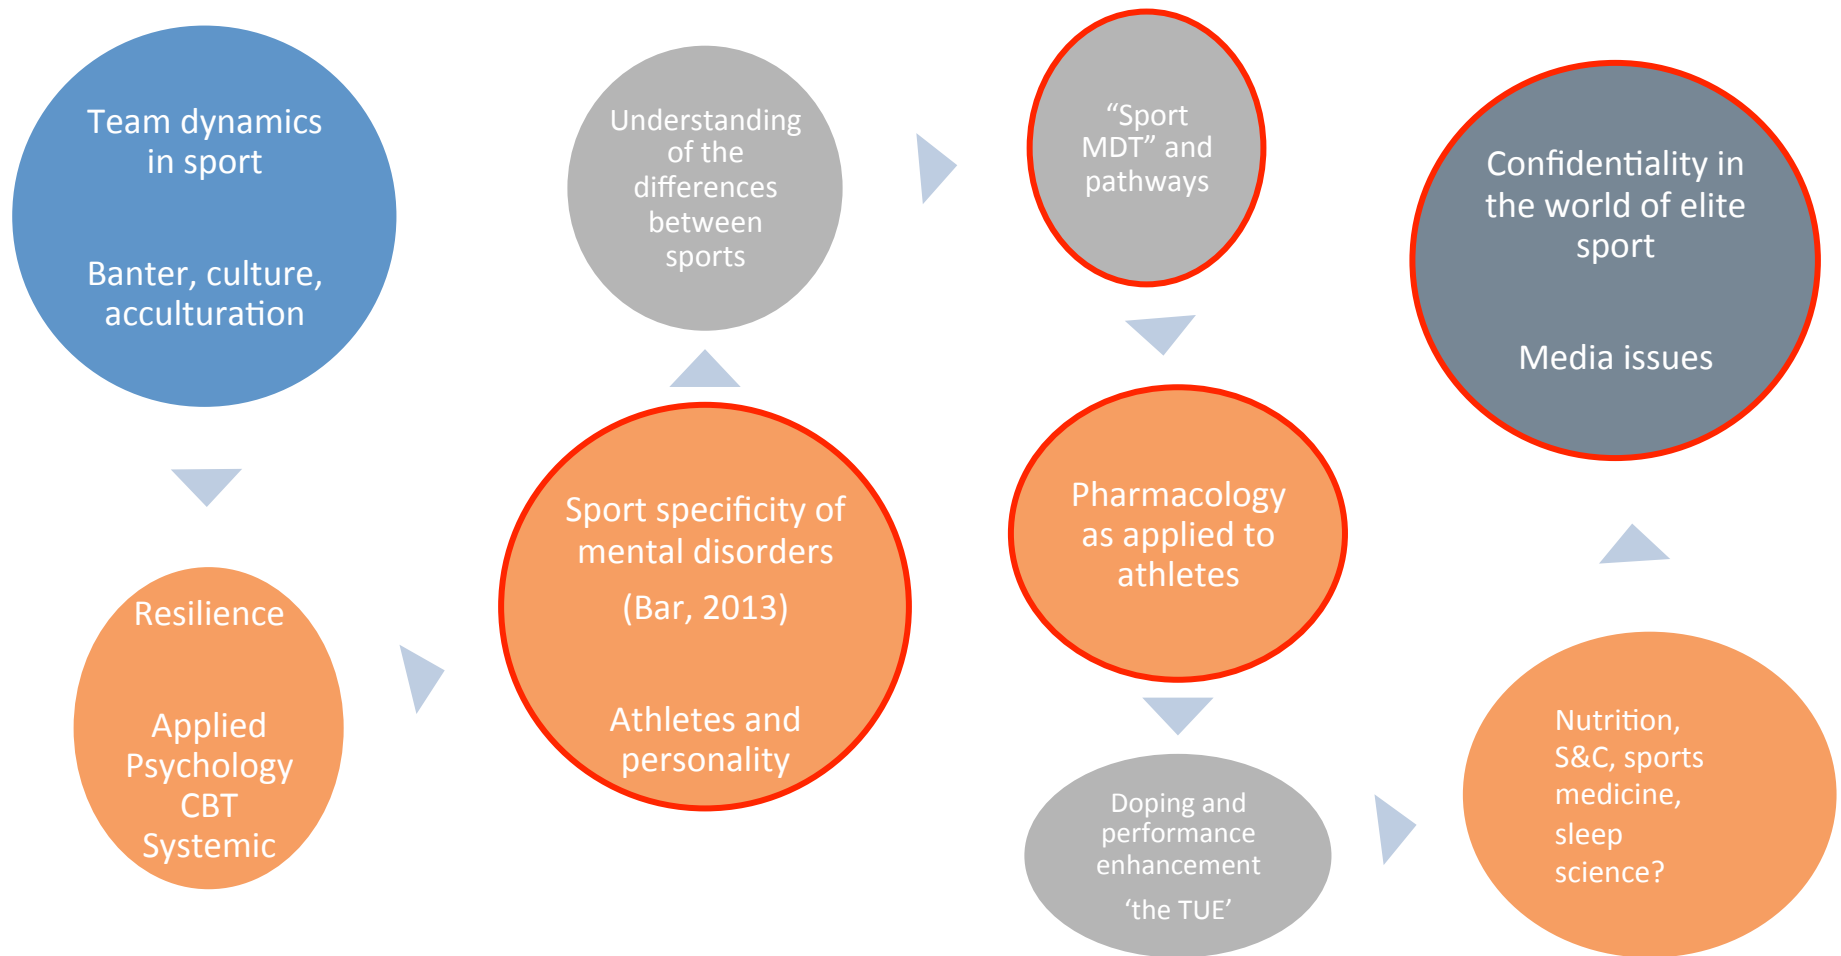 Team dynamics
in sport
Banter, culture,
acculturation
Resilience
Applied
Psychology
CBT
Systemic
Sport specificity of
mental disorders
(Bar, 2013)
Athletes and
personality
Understanding
of the
differences
between
sports
“Sport
MDT” and
pathways
Pharmacology
as applied to
athletes
Doping and
performance
enhancement
‘the TUE’
Nutrition,
S&C, sports
medicine,
sleep
science?
Confidentiality in
the world of elite
sport
Media issues